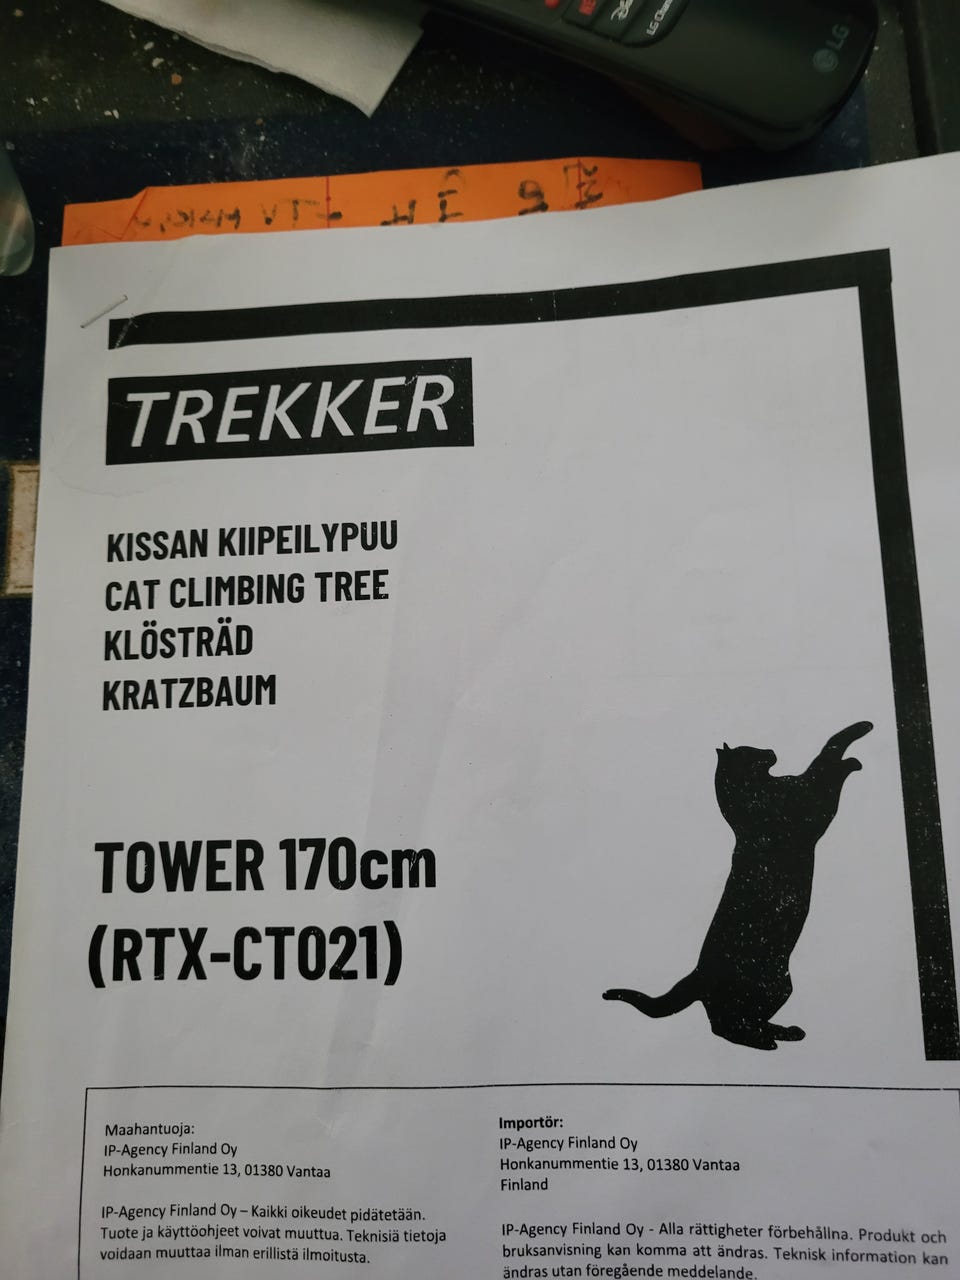 LG
TREKKER
KISSAN KIIPEILYPUU
CAT CLIMBING TREE
KLÖSTRÄD
KRATZBAUM
TOWER 170cm
(RTX-CT021)
Maahantuoja:
IP-Agency Finland Oy
Honkanummentie 13, 01380 Vantaa
IP-Agency Finland Oy – Kaikki oikeudet pidätetään.
Tuote ja käyttöohjeet voivat muuttua. Teknisiä tietoja
voidaan muuttaa ilman erillistä ilmoitusta.
Importör:
IP-Agency Finland Oy
Honkanummentie 13, 01380 Vantaa
Finland
IP-Agency Finland Oy - Alla rättigheter förbehållna. Produkt och
bruksanvisning kan komma att ändras. Teknisk information kan
ändras utan föregående meddelande.